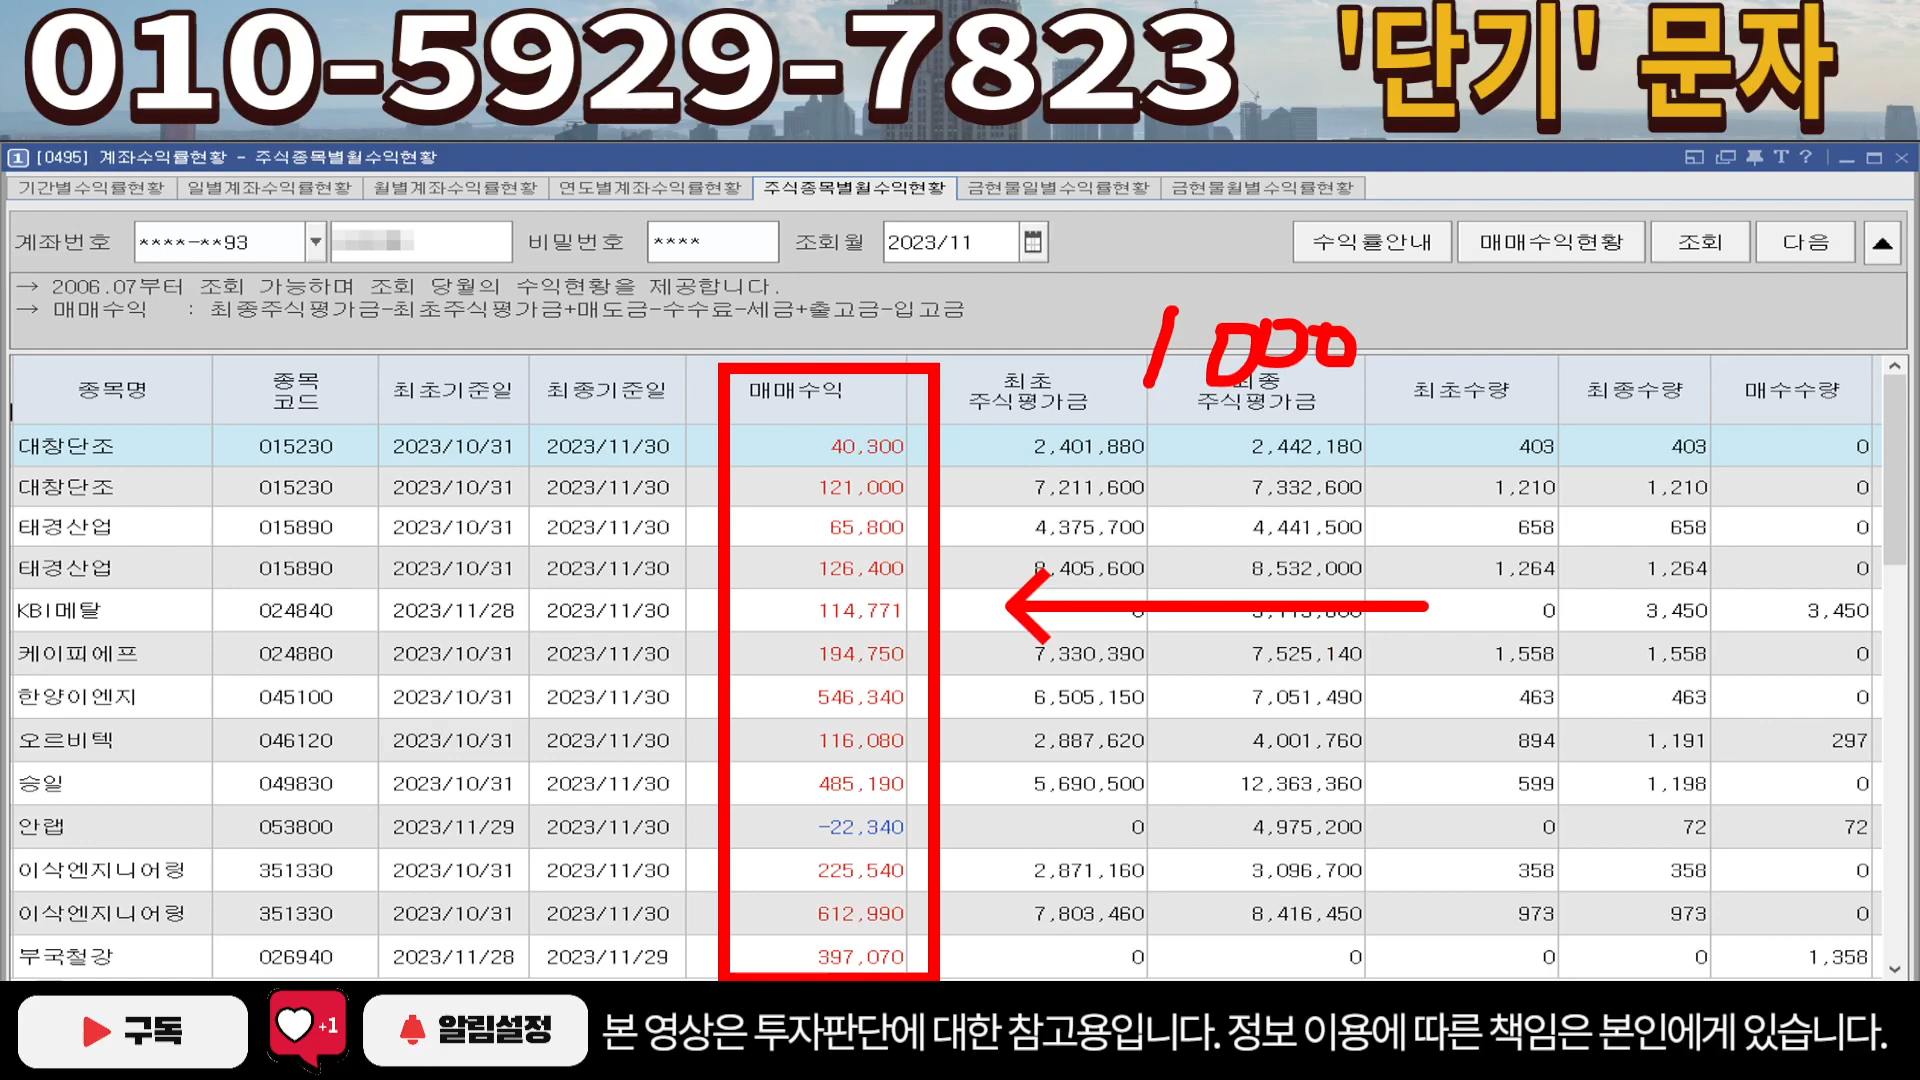 010-5929-7823 '단기' 문자
1 [0495] 계좌수익률현황 - 주식종목별월수익현황
기간별수익률현황 일별계좌수익률현황 월별계좌수익률현황 연도별계좌수익률현황 주식종목별월수익현황 금현물일별수익률현황 금현물월별수익률현황
계좌번호 ****-**93 비밀번호 **** 조회월 2023/11 수익률안내 매매수익현황 조회 다음
→ 2006.07부터 조회 가능하며 조회 당월의 수익현황을 제공합니다.
→ 매매수익 : 최종주식평가금-최초주식평가금+매도금-수수료-세금+출고금-입고금
1000
종목명 종목코드 최초기준일 최종기준일 매매수익 최초주식평가금 최종주식평가금 최초수량 최종수량 매수수량
대창단조 015230 2023/10/31 2023/11/30 40,300 2,401,880 2,442,180 403 403 0
대창단조 015230 2023/10/31 2023/11/30 121,000 7,211,600 7,332,600 1,210 1,210 0
태경산업 015890 2023/10/31 2023/11/30 65,800 4,375,700 4,441,500 658 658 0
태경산업 015890 2023/10/31 2023/11/30 126,400 8,405,600 8,532,000 1,264 1,264 0
KBI메탈 024840 2023/11/28 2023/11/30 114,771 0 0 3,450 3,450
케이피에프 024880 2023/10/31 2023/11/30 194,750 7,330,390 7,525,140 1,558 1,558 0
한양이엔지 045100 2023/10/31 2023/11/30 546,340 6,505,150 7,051,490 463 463 0
오르비텍 046120 2023/10/31 2023/11/30 116,080 2,887,620 4,001,760 894 1,191 297
승일 049830 2023/10/31 2023/11/30 485,190 5,690,500 12,363,360 599 1,198 0
안랩 053800 2023/11/29 2023/11/30 -22,340 0 4,975,200 0 72 72
이삭엔지니어링 351330 2023/10/31 2023/11/30 225,540 2,871,160 3,096,700 358 358 0
이삭엔지니어링 351330 2023/10/31 2023/11/30 612,990 7,803,460 8,416,450 973 973 0
부국철강 026940 2023/11/28 2023/11/29 397,070 0 0 0 0 1,358
구독 +1 알림설정 본 영상은 투자판단에 대한 참고용입니다. 정보 이용에 따른 책임은 본인에게 있습니다.